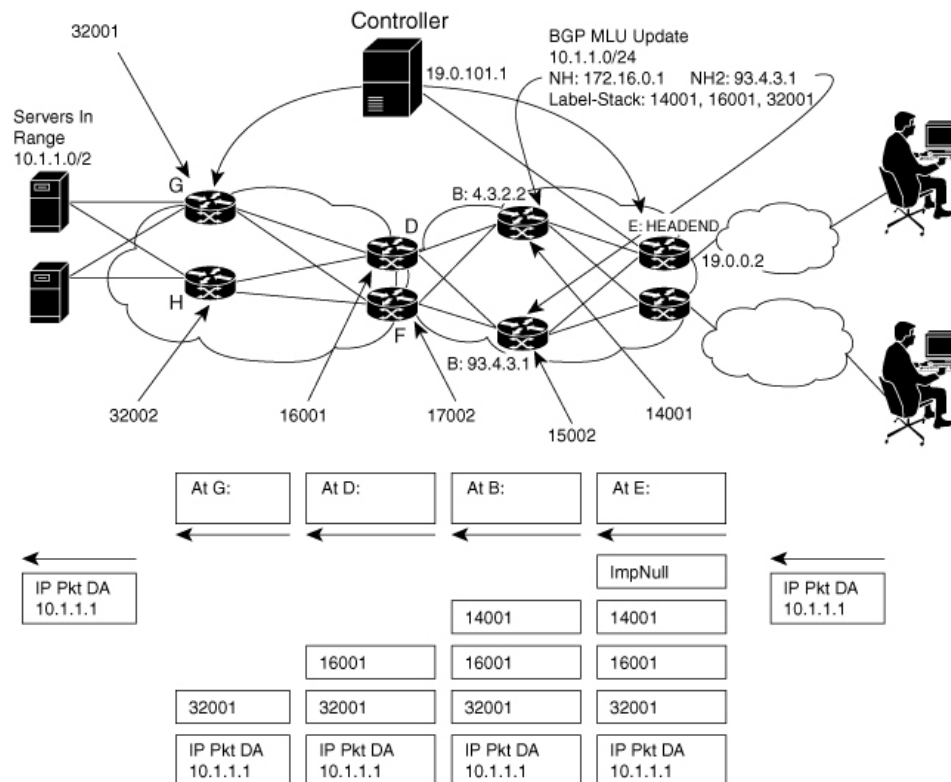 Controller
32001
BGP MLU Update
10.1.1.0/24
NH: 172.16.0.1 NH2: 93.4.3.1
Label-Stack: 14001, 16001, 32001
19.0.101.1
Servers In
Range
10.1.1.0/2
G
B: 4.3.2.2
D
E: HEADEND
19.0.0.2
H
F
B: 93.4.3.1
32002
16001
17002
14001
15002
At G:
At D:
At B:
At E:
ImpNull
IP Pkt DA
10.1.1.1
IP Pkt DA
10.1.1.1
14001
14001
16001
16001
16001
32001
32001
32001
32001
IP Pkt DA
10.1.1.1
IP Pkt DA
10.1.1.1
IP Pkt DA
10.1.1.1
IP Pkt DA
10.1.1.1